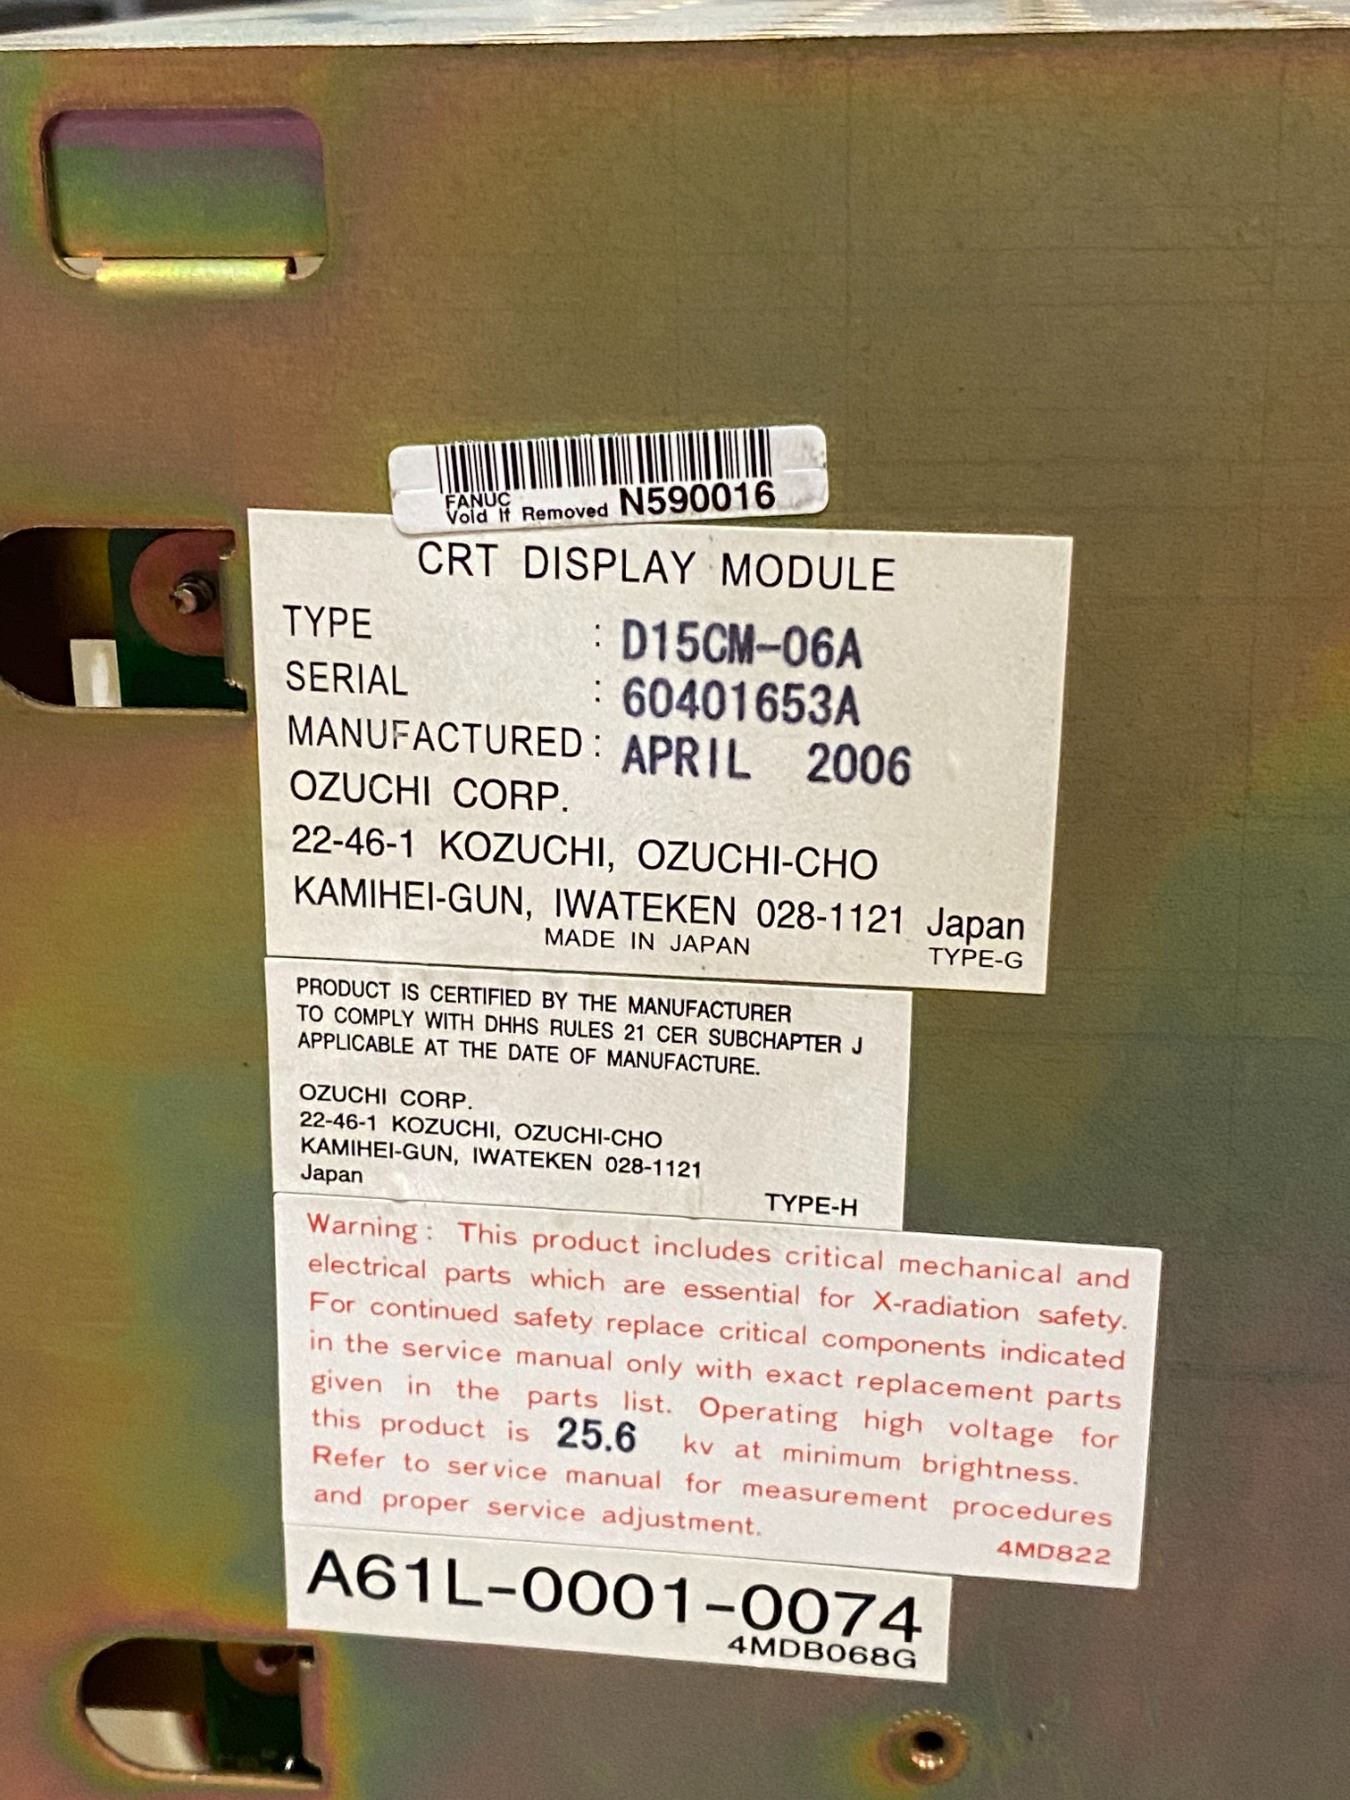 FANUC
Void If Removed N590016
CRT DISPLAY MODULE
TYPE : D15CM-06A
SERIAL : 60401653A
MANUFACTURED : APRIL 2006
OZUCHI CORP.
22-46-1 KOZUCHI, OZUCHI-CHO
KAMIHEI-GUN, IWATEKEN 028-1121 Japan
MADE IN JAPAN
TYPE-G
PRODUCT IS CERTIFIED BY THE MANUFACTURER
TO COMPLY WITH DHHS RULES 21 CER SUBCHAPTER J
APPLICABLE AT THE DATE OF MANUFACTURE.
OZUCHI CORP.
22-46-1 KOZUCHI, OZUCHI-CHO
KAMIHEI-GUN, IWATEKEN 028-1121
Japan
TYPE-H
Warning : This product includes critical mechanical and
electrical parts which are essential for X-radiation safety.
For continued safety replace critical components indicated
in the service manual only with exact replacement parts
given in the parts list. Operating high voltage for
this product is 25.6 kv at minimum brightness.
Refer to service manual for measurement procedures
and proper service adjustment.
4MD822
A61L-0001-0074
4MDB068G